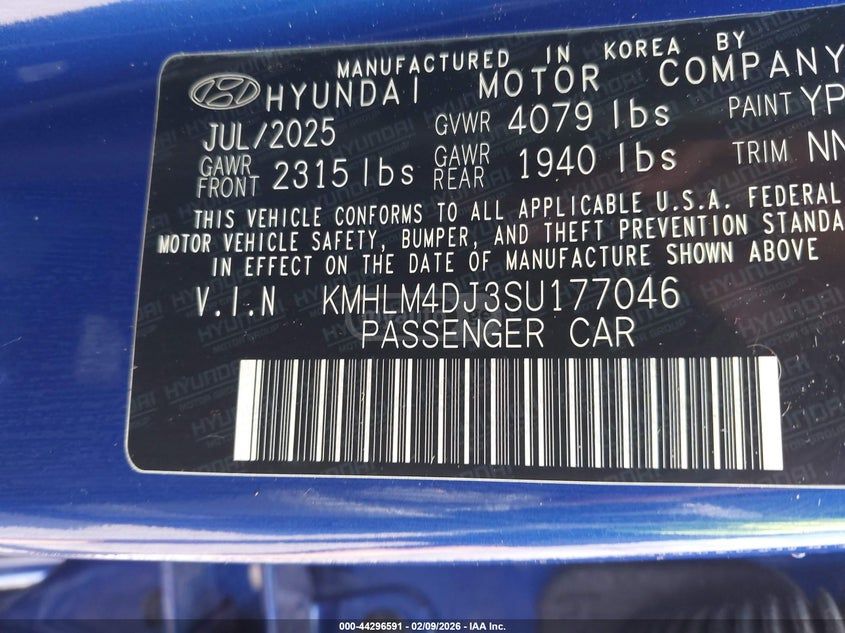 MANUFACTURED IN KOREA BY
HYUNDAI MOTOR COMPANY
JUL/2025 GVWR 4079 lbs PAINT YP
GAWR FRONT 2315 lbs GAWR REAR 1940 lbs TRIM NN
THIS VEHICLE CONFORMS TO ALL APPLICABLE U.S.A. FEDERAL
MOTOR VEHICLE SAFETY, BUMPER, AND THEFT PREVENTION STANDA
IN EFFECT ON THE DATE OF MANUFACTURE SHOWN ABOVE
V.I.N KMHLM4DJ3SU177046
PASSENGER CAR
000-44296591 - 02/09/2026 - IAA Inc.